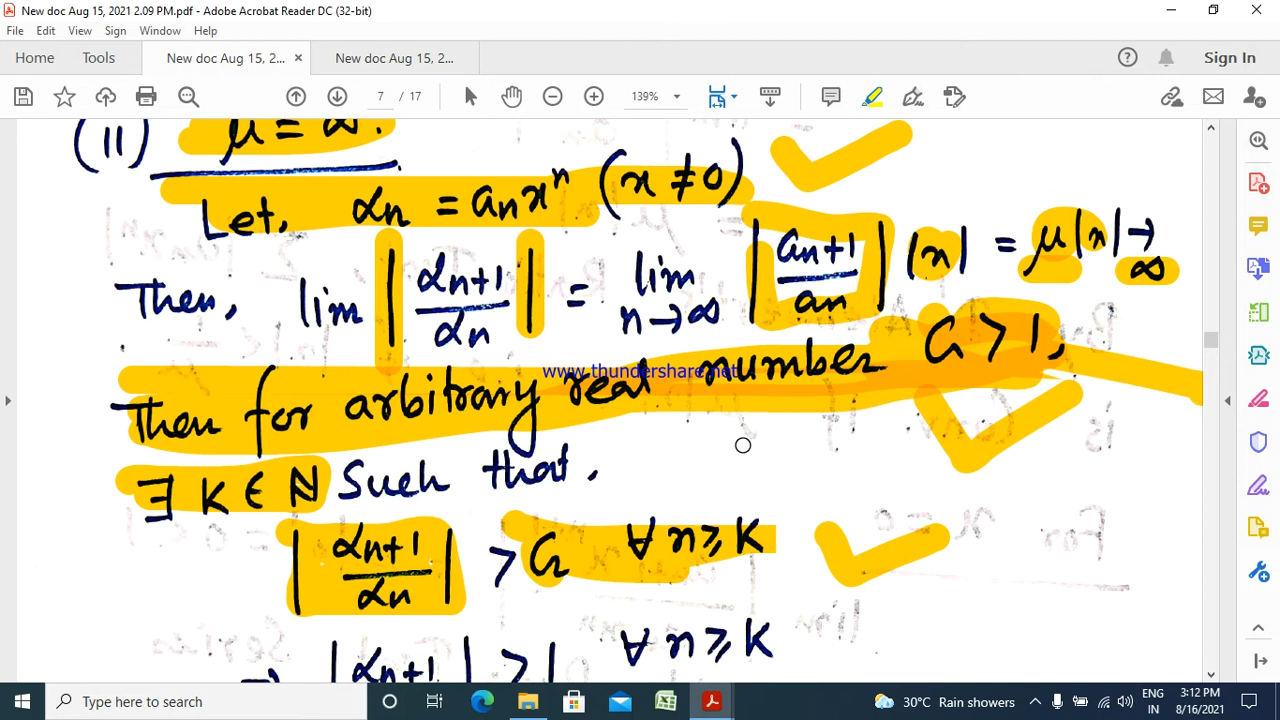 New doc Aug 15, 2021 2.09 PM.pdf - Adobe Acrobat Reader DC (32-bit)
File Edit View Sign Window Help
Home Tools New doc Aug 15, 2... × New doc Aug 15, 2... Sign In
7 / 17 139%
(II) μ = ∞.
Let, αn = anxⁿ (x ≠ 0)
Then, lim |αn+1/αn| = lim n→∞ |an+1/an| |x| = μ|x| → ∞
Then for arbitrary real number G > 1,
www.thundershare.net
∃ K ∈ ℕ Such that.
|αn+1/αn| > G ∀ n ≥ K
⇒ |αn+1| > 1 ∀ n ≥ K
Type here to search
30°C Rain showers
ENG
IN
3:12 PM
8/16/2021